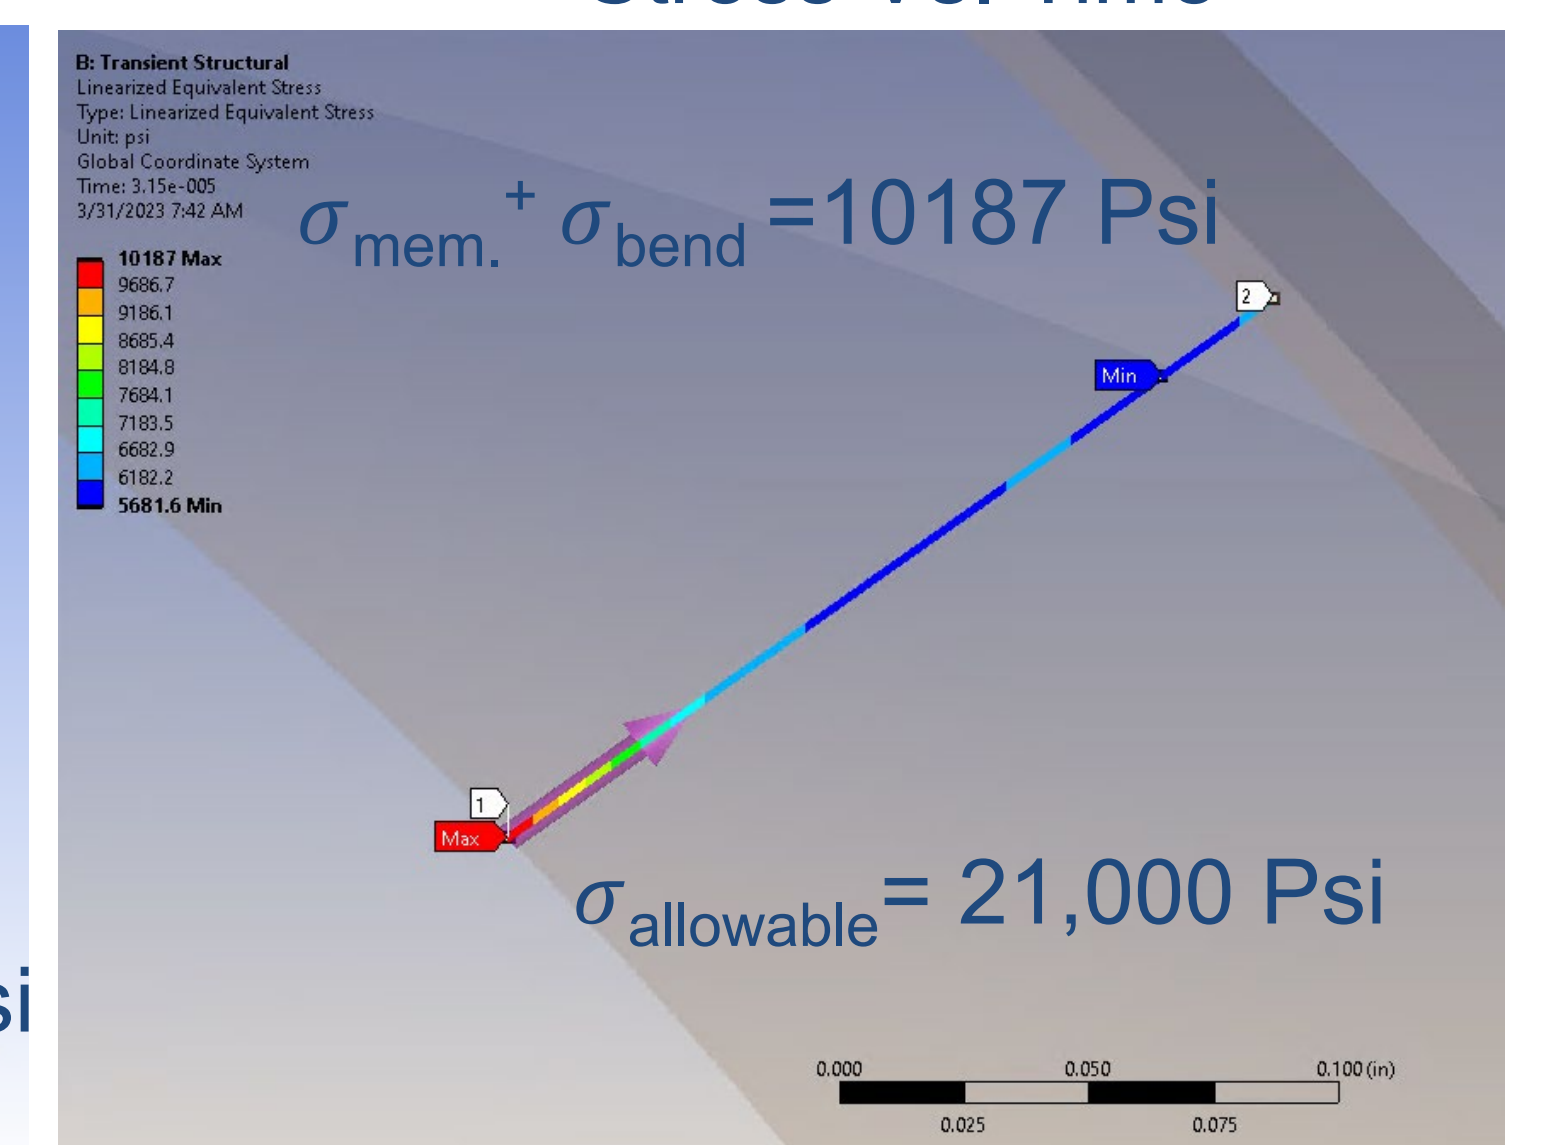 Stress vs. Time
B: Transient Structural
Linearized Equivalent Stress
Type: Linearized Equivalent Stress
Unit: psi
Global Coordinate System
Time: 3.15e-005
3/31/2023 7:42 AM
σmem.+ σbend =10187 Psi
10187 Max
9686.7
9186.1
8685.4
8184.8
7684.1
7183.5
6682.9
6182.2
5681.6 Min
2
Min
1
Max
σallowable= 21,000 Psi
si
0.000 0.050 0.100 (in)
0.025 0.075